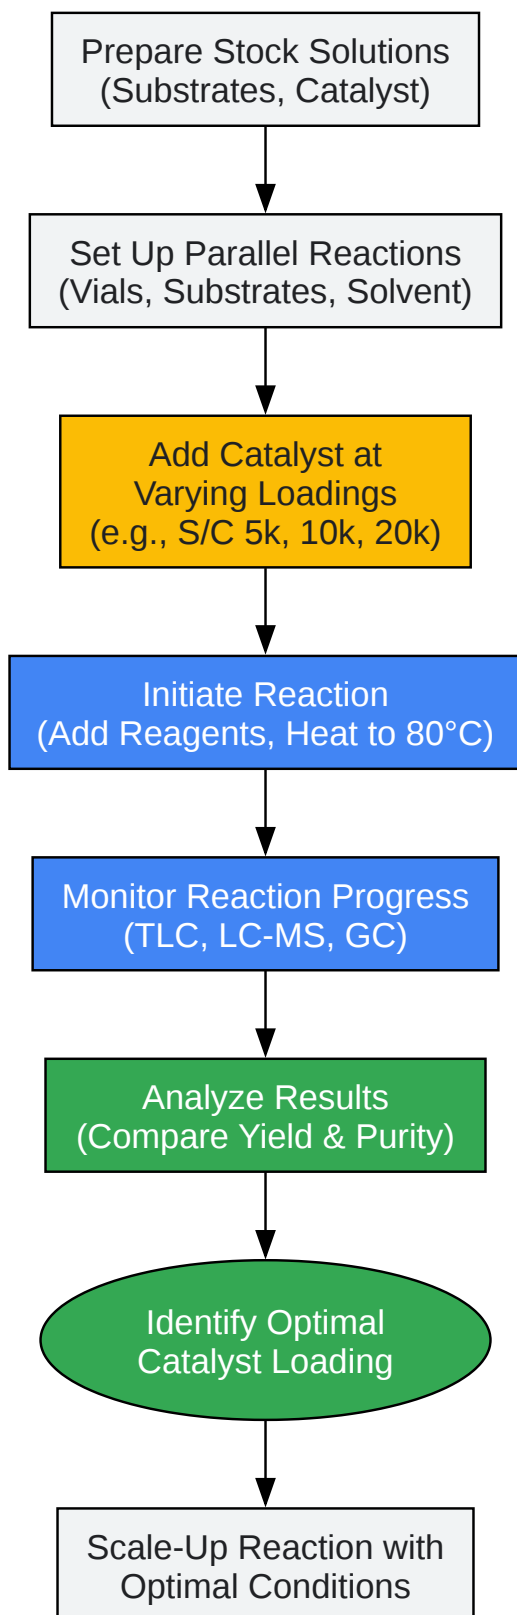 Prepare Stock Solutions
(Substrates, Catalyst)
Set Up Parallel Reactions
(Vials, Substrates, Solvent)
Add Catalyst at
Varying Loadings
(e.g., S/C 5k, 10k, 20k)
Initiate Reaction
(Add Reagents, Heat to 80°C)
Monitor Reaction Progress
(TLC, LC-MS, GC)
Analyze Results
(Compare Yield & Purity)
Identify Optimal
Catalyst Loading
Scale-Up Reaction with
Optimal Conditions